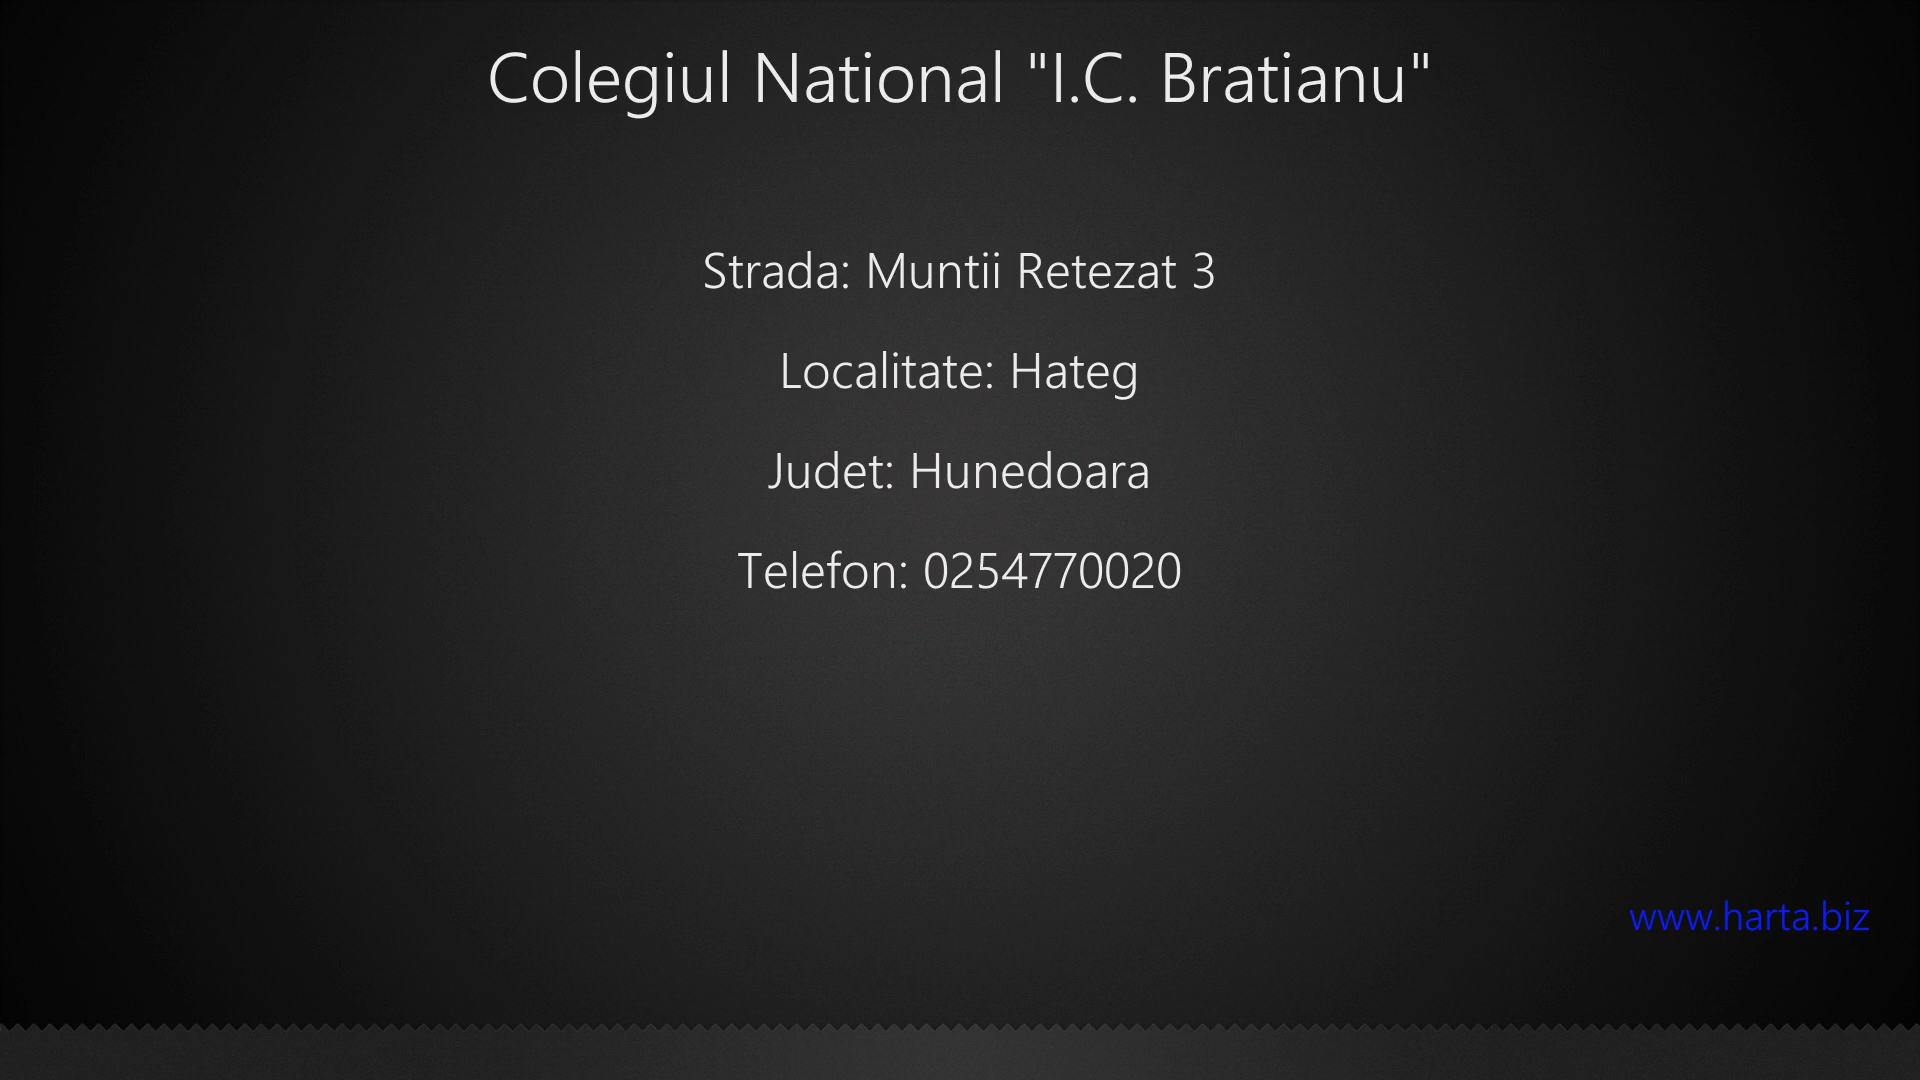 Colegiul National "I.C. Bratianu"
Strada: Muntii Retezat 3
Localitate: Hateg
Judet: Hunedoara
Telefon: 0254770020
www.harta.biz